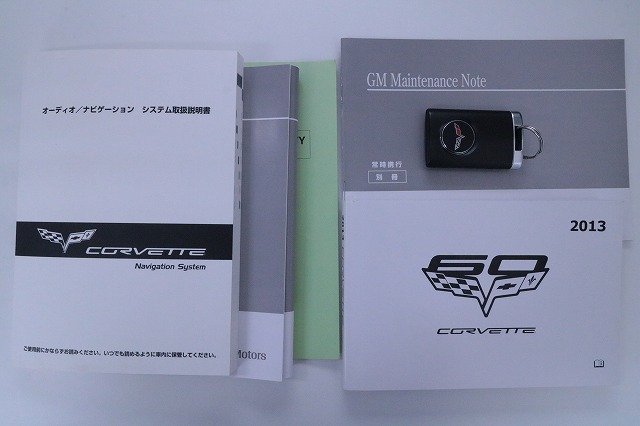 オーディオ／ナビゲーション システム取扱説明書
CORVETTE
Navigation System
ご使用前にかならずお読みください。いつでも読めるように車内に保管してください。
Motors
Y
GM Maintenance Note
常時携行
別 冊
2013
60
CORVETTE